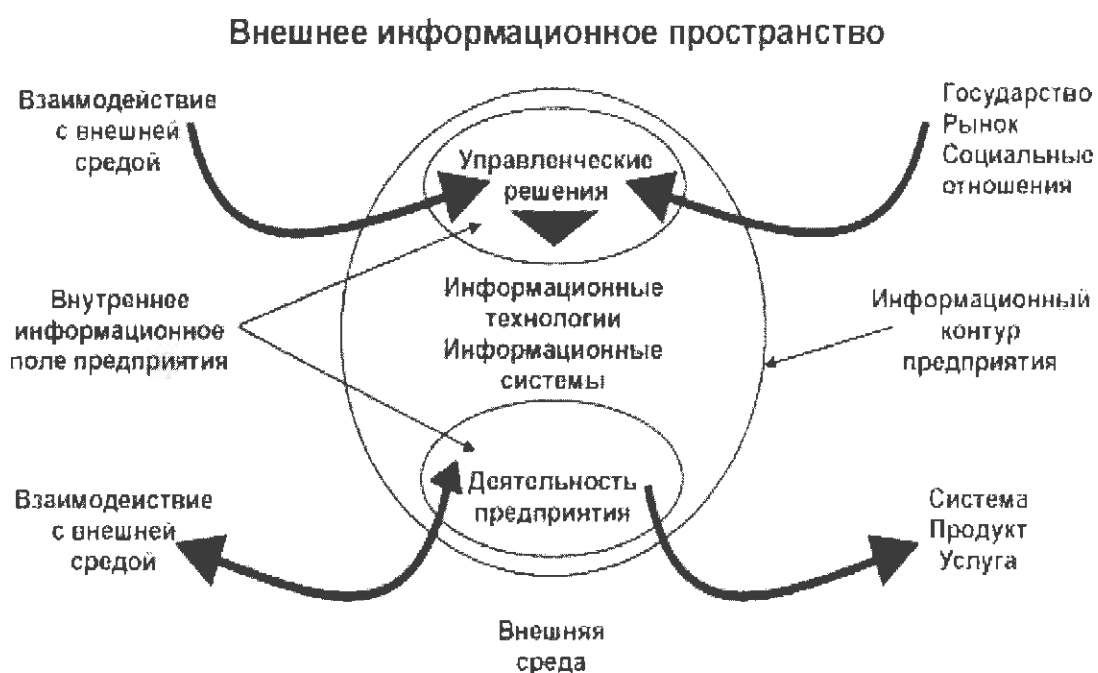 Внешнее информационное пространство
Взаимодействие
с внешней
средой
Государство
Рынок
Социальные
отношения
Управленческие
решения
Внутреннее
информационное
поле предприятия
Информационные
технологии
Информационные
системы
Информационный
контур
предприятия
Взаимодействие
с внешней
средой
Деятельность
предприятия
Система
Продукт
Услуга
Внешняя
среда